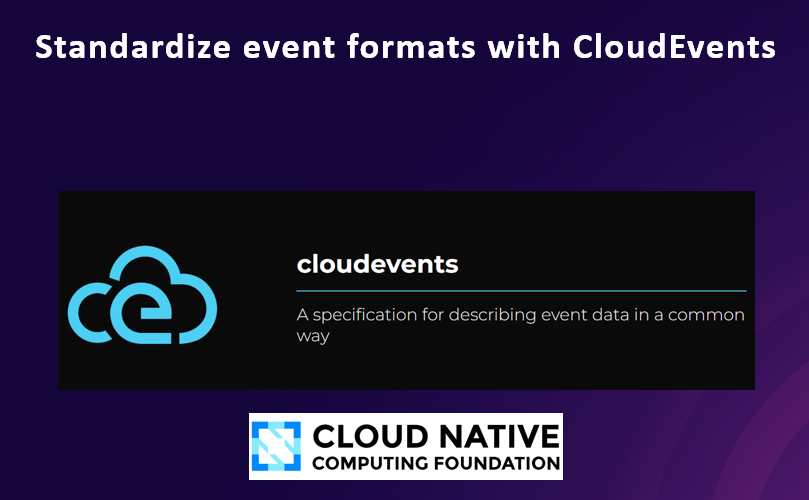 Standardize event formats with CloudEvents
cloudevents
A specification for describing event data in a common
way
CLOUD NATIVE
COMPUTING FOUNDATION